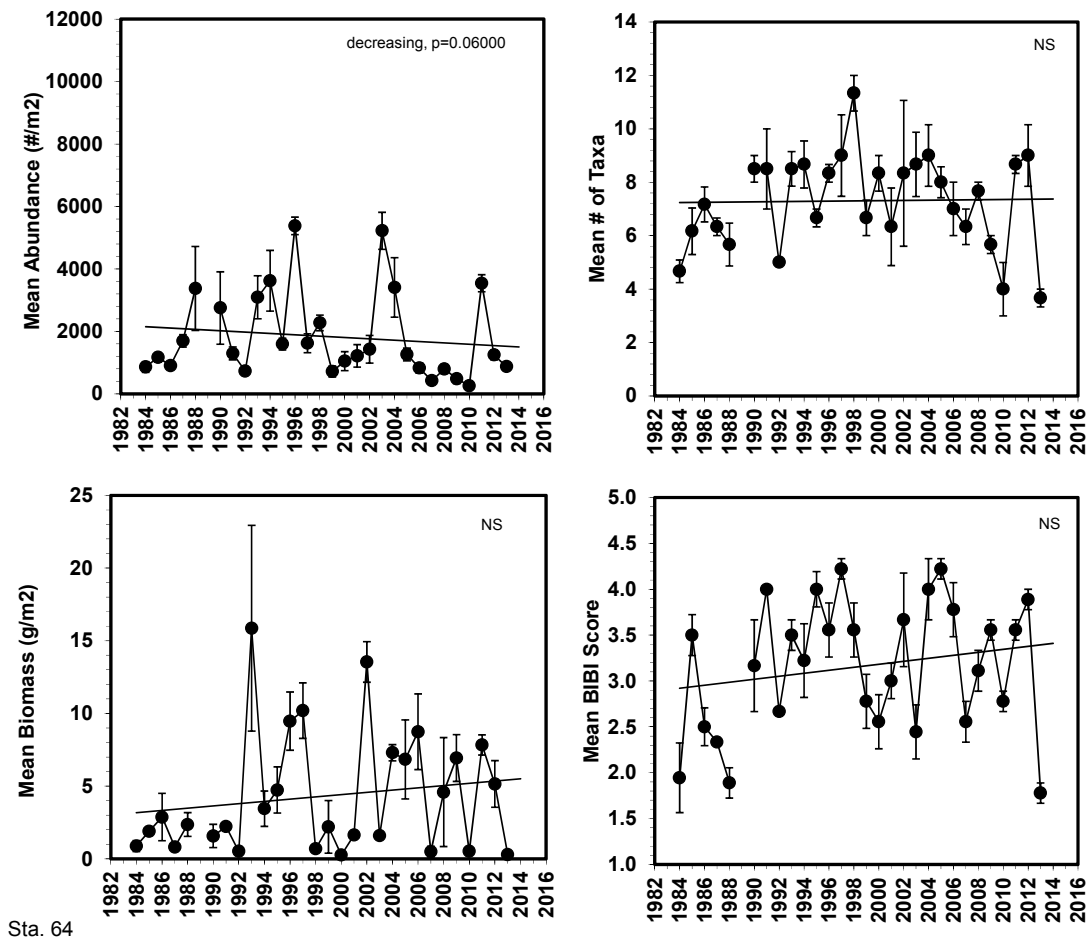 12000
10000
8000
6000
4000
2000
0
Mean Abundance (#/m2)
decreasing, p=0.06000
1982 1984 1986 1988 1990 1992 1994 1996 1998 2000 2002 2004 2006 2008 2010 2012 2014 2016
14
12
10
8
6
4
2
0
Mean # of Taxa
NS
1982 1984 1986 1988 1990 1992 1994 1996 1998 2000 2002 2004 2006 2008 2010 2012 2014 2016
25
20
15
10
5
0
Mean Biomass (g/m2)
NS
1982 1984 1986 1988 1990 1992 1994 1996 1998 2000 2002 2004 2006 2008 2010 2012 2014 2016
5.0
4.5
4.0
3.5
3.0
2.5
2.0
1.5
1.0
Mean BIBI Score
NS
1982 1984 1986 1988 1990 1992 1994 1996 1998 2000 2002 2004 2006 2008 2010 2012 2014 2016
Sta. 64